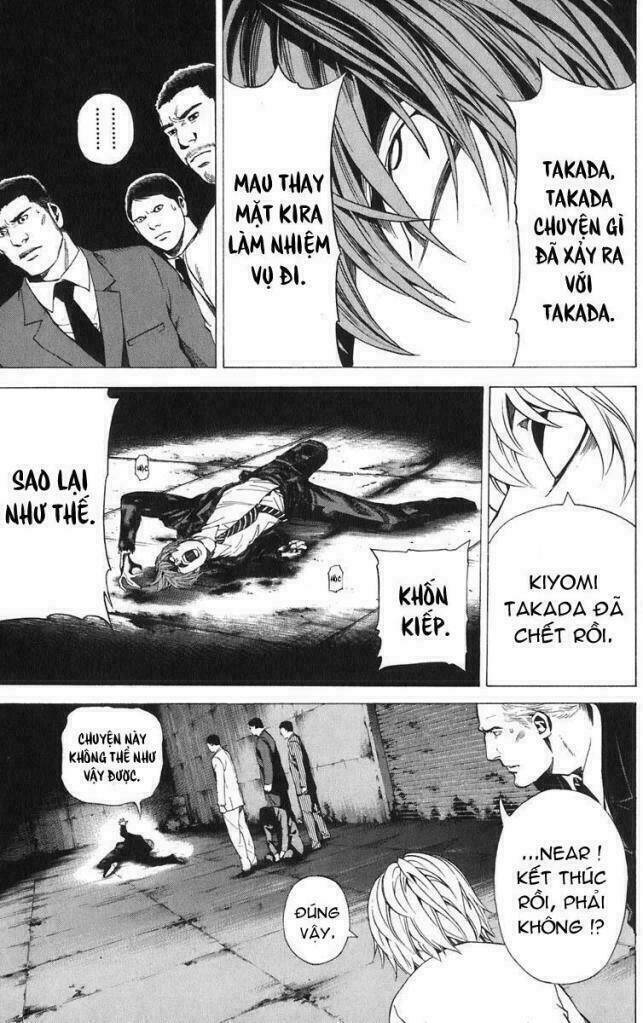 TAKADA,
TAKADA
CHUYỆN GÌ
ĐÃ XẢY RA
VỚI
TAKADA.
MAU THAY
MẶT KIRA
LÀM NHIỆM
VỤ ĐI.
KIYOMI
TAKADA ĐÃ
CHẾT RỒI.
HỘC
HỘC
KHỐN
KIẾP.
SAO LẠI
NHƯ THẾ.
...NEAR !
KẾT THÚC
RỒI, PHẢI
KHÔNG !?
CHUYỆN NÀY
KHÔNG THỂ NHƯ
VẬY ĐƯỢC.
ĐÚNG
VẬY.